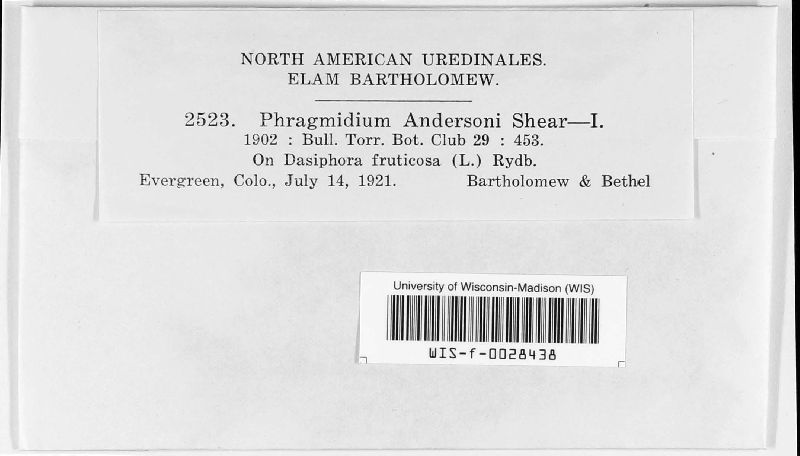 NORTH AMERICAN UREDINALES.
ELAM BARTHOLOMEW.
2523. Phragmidium Andersoni Shear—I.
1902 : Bull. Torr. Bot. Club 29 : 453.
On Dasiphora fruticosa (L.) Rydb.
Evergreen, Colo., July 14, 1921. Bartholomew & Bethel
University of Wisconsin-Madison (WIS)
WIS-f-0028438